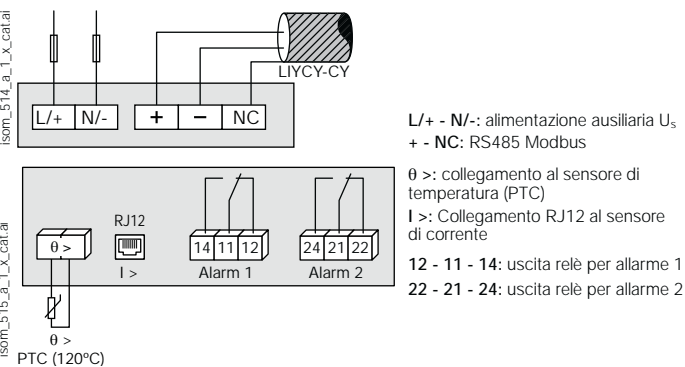 isom_514_a_1_x_cat.ai
LIYCY-CY
L/+ N/- + − NC
L/+ - N/-: alimentazione ausiliaria Us
+ - NC: RS485 Modbus
isom_515_a_1_x_cat.ai
θ >
RJ12
I >
14 11 12
Alarm 1
24 21 22
Alarm 2
θ >
PTC (120°C)
θ >: collegamento al sensore di
temperatura (PTC)
I >: Collegamento RJ12 al sensore
di corrente
12 - 11 - 14: uscita relè per allarme 1
22 - 21 - 24: uscita relè per allarme 2